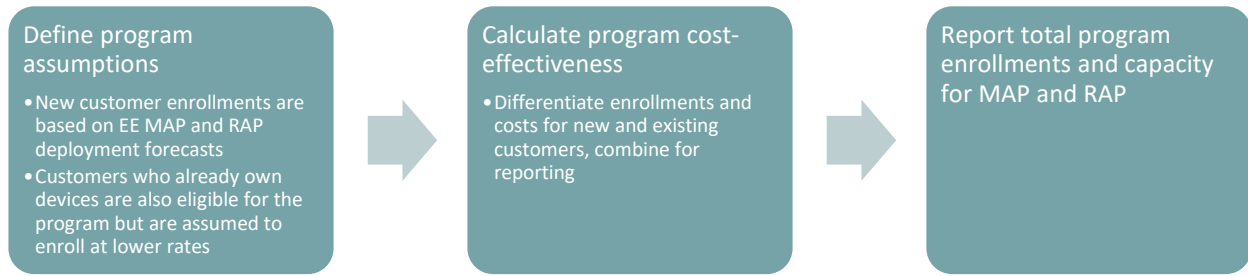 Define program
assumptions
•New customer enrollments are
based on EE MAP and RAP
deployment forecasts
•Customers who already own
devices are also eligible for the
program but are assumed to
enroll at lower rates
Calculate program cost-
effectiveness
•Differentiate enrollments and
costs for new and existing
customers, combine for
reporting
Report total program
enrollments and capacity
for MAP and RAP